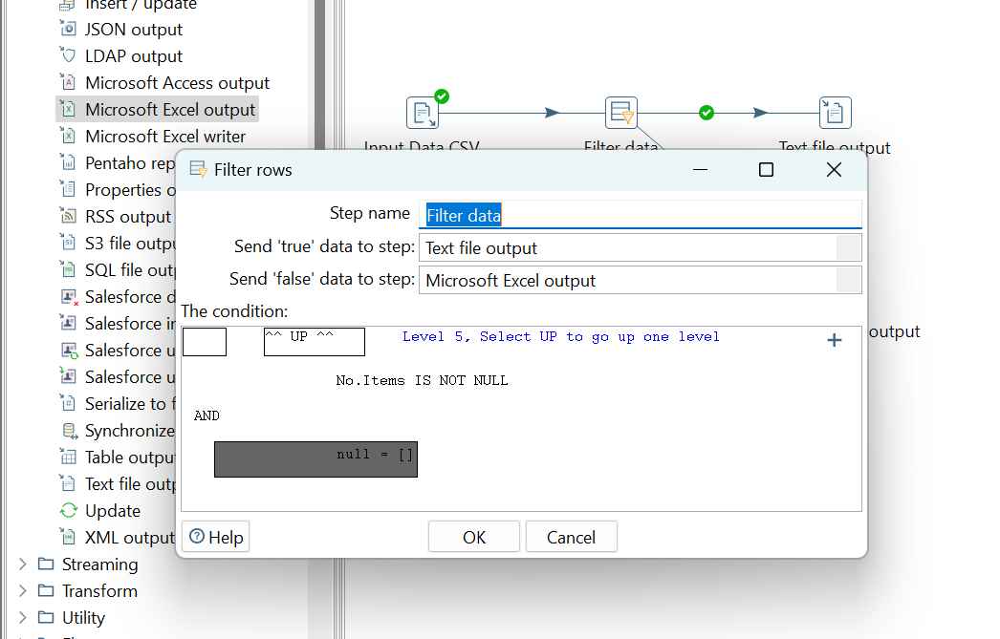 Insert / update
JSON output
LDAP output
Microsoft Access output
Microsoft Excel output
Microsoft Excel writer
Pentaho rep
Properties o
RSS output
S3 file outpu
SQL file outp
Salesforce d
Salesforce in
Salesforce u
Salesforce u
Serialize to f
Synchronize
Table output
Text file outp
Update
XML output
Streaming
Transform
Utility
Input Data CSV
Filter data
Text file output
output
Filter rows
Step name
Filter data
Send 'true' data to step:
Text file output
Send 'false' data to step:
Microsoft Excel output
The condition:
^^ UP ^^
Level 5, Select UP to go up one level
No.Items IS NOT NULL
AND
null = []
Help
OK
Cancel